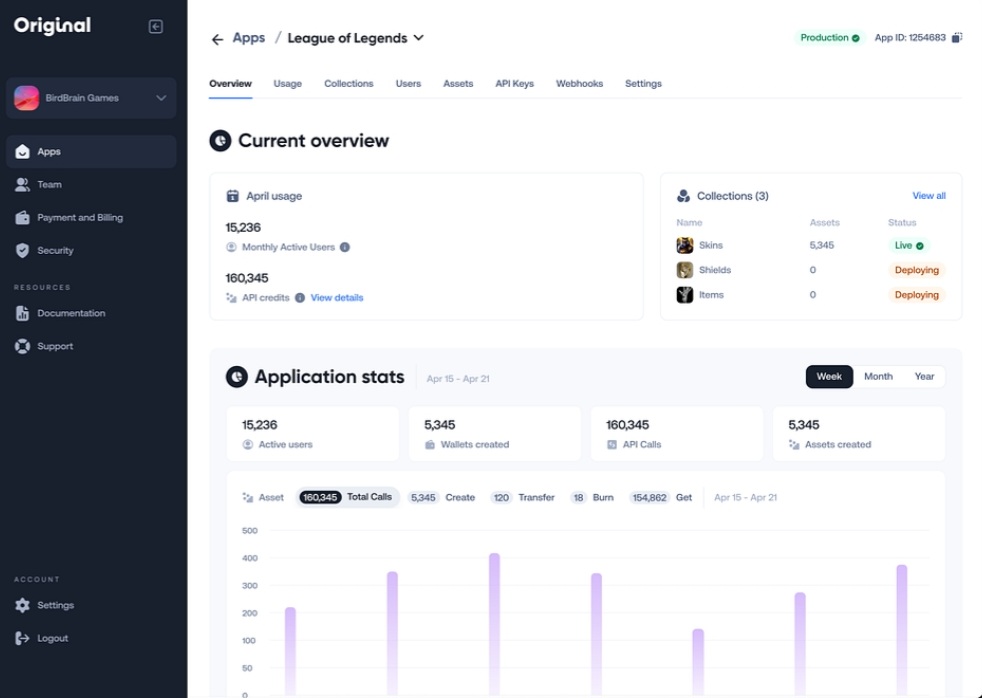 Original
BirdBrain Games
Apps
Team
Payment and Billing
Security
RESOURCES
Documentation
Support
ACCOUNT
Settings
Logout
Apps / League of Legends
Production
App ID: 1254683
Overview Usage Collections Users Assets API Keys Webhooks Settings
Current overview
April usage
15,236
Monthly Active Users
160,345
API credits View details
Collections (3) View all
Name Assets Status
Skins 5,345 Live
Shields 0 Deploying
Items 0 Deploying
Application stats Apr 15 - Apr 21
Week Month Year
15,236
Active users
5,345
Wallets created
160,345
API Calls
5,345
Assets created
Asset 160,345 Total Calls 5,345 Create 120 Transfer 18 Burn 154,862 Get Apr 15 - Apr 21
500
400
300
200
100
50
0